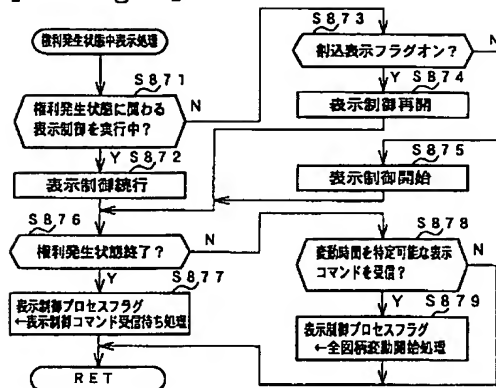 権利発生状態中表示処理
S871
権利発生状態に関わる
表示制御を実行中?
N
Y
S872
表示制御続行
S873
割込表示フラグオン?
N
Y
S874
表示制御再開
S875
表示制御開始
S876
権利発生状態終了?
N
Y
S877
表示制御プロセスフラグ
←表示制御コマンド受信待ち処理
S878
変動時間を特定可能な表示
コマンドを受信?
N
Y
S879
表示制御プロセスフラグ
←全図柄変動開始処理
RET